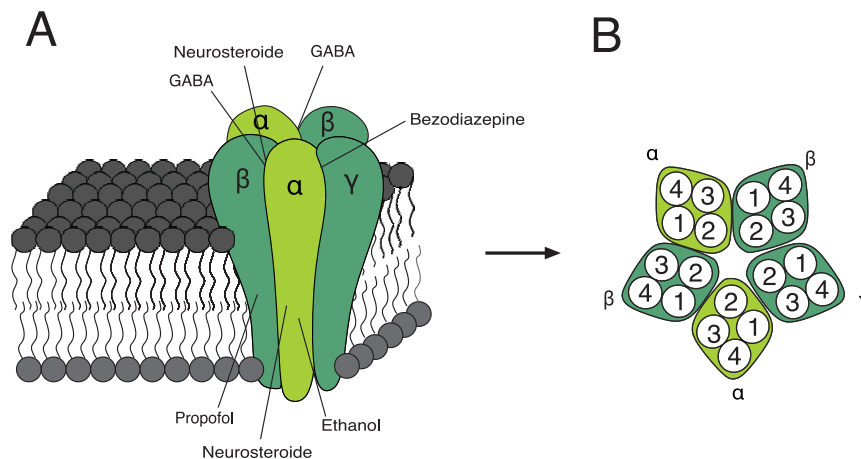 A
B
Neurosteroide
GABA
GABA
Bezodiazepine
α
β
β
α
γ
Propofol
Ethanol
Neurosteroide
α
β
4 3
1 2
1 4
2 3
β
3 2
4 1
2 1
3 4
γ
2
3 1
4
α